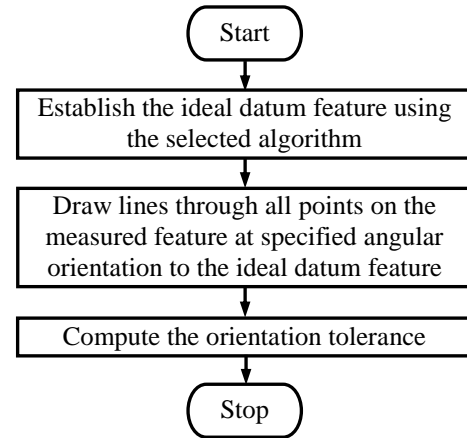 Start
Establish the ideal datum feature using
the selected algorithm
Draw lines through all points on the
measured feature at specified angular
orientation to the ideal datum feature
Compute the orientation tolerance
Stop